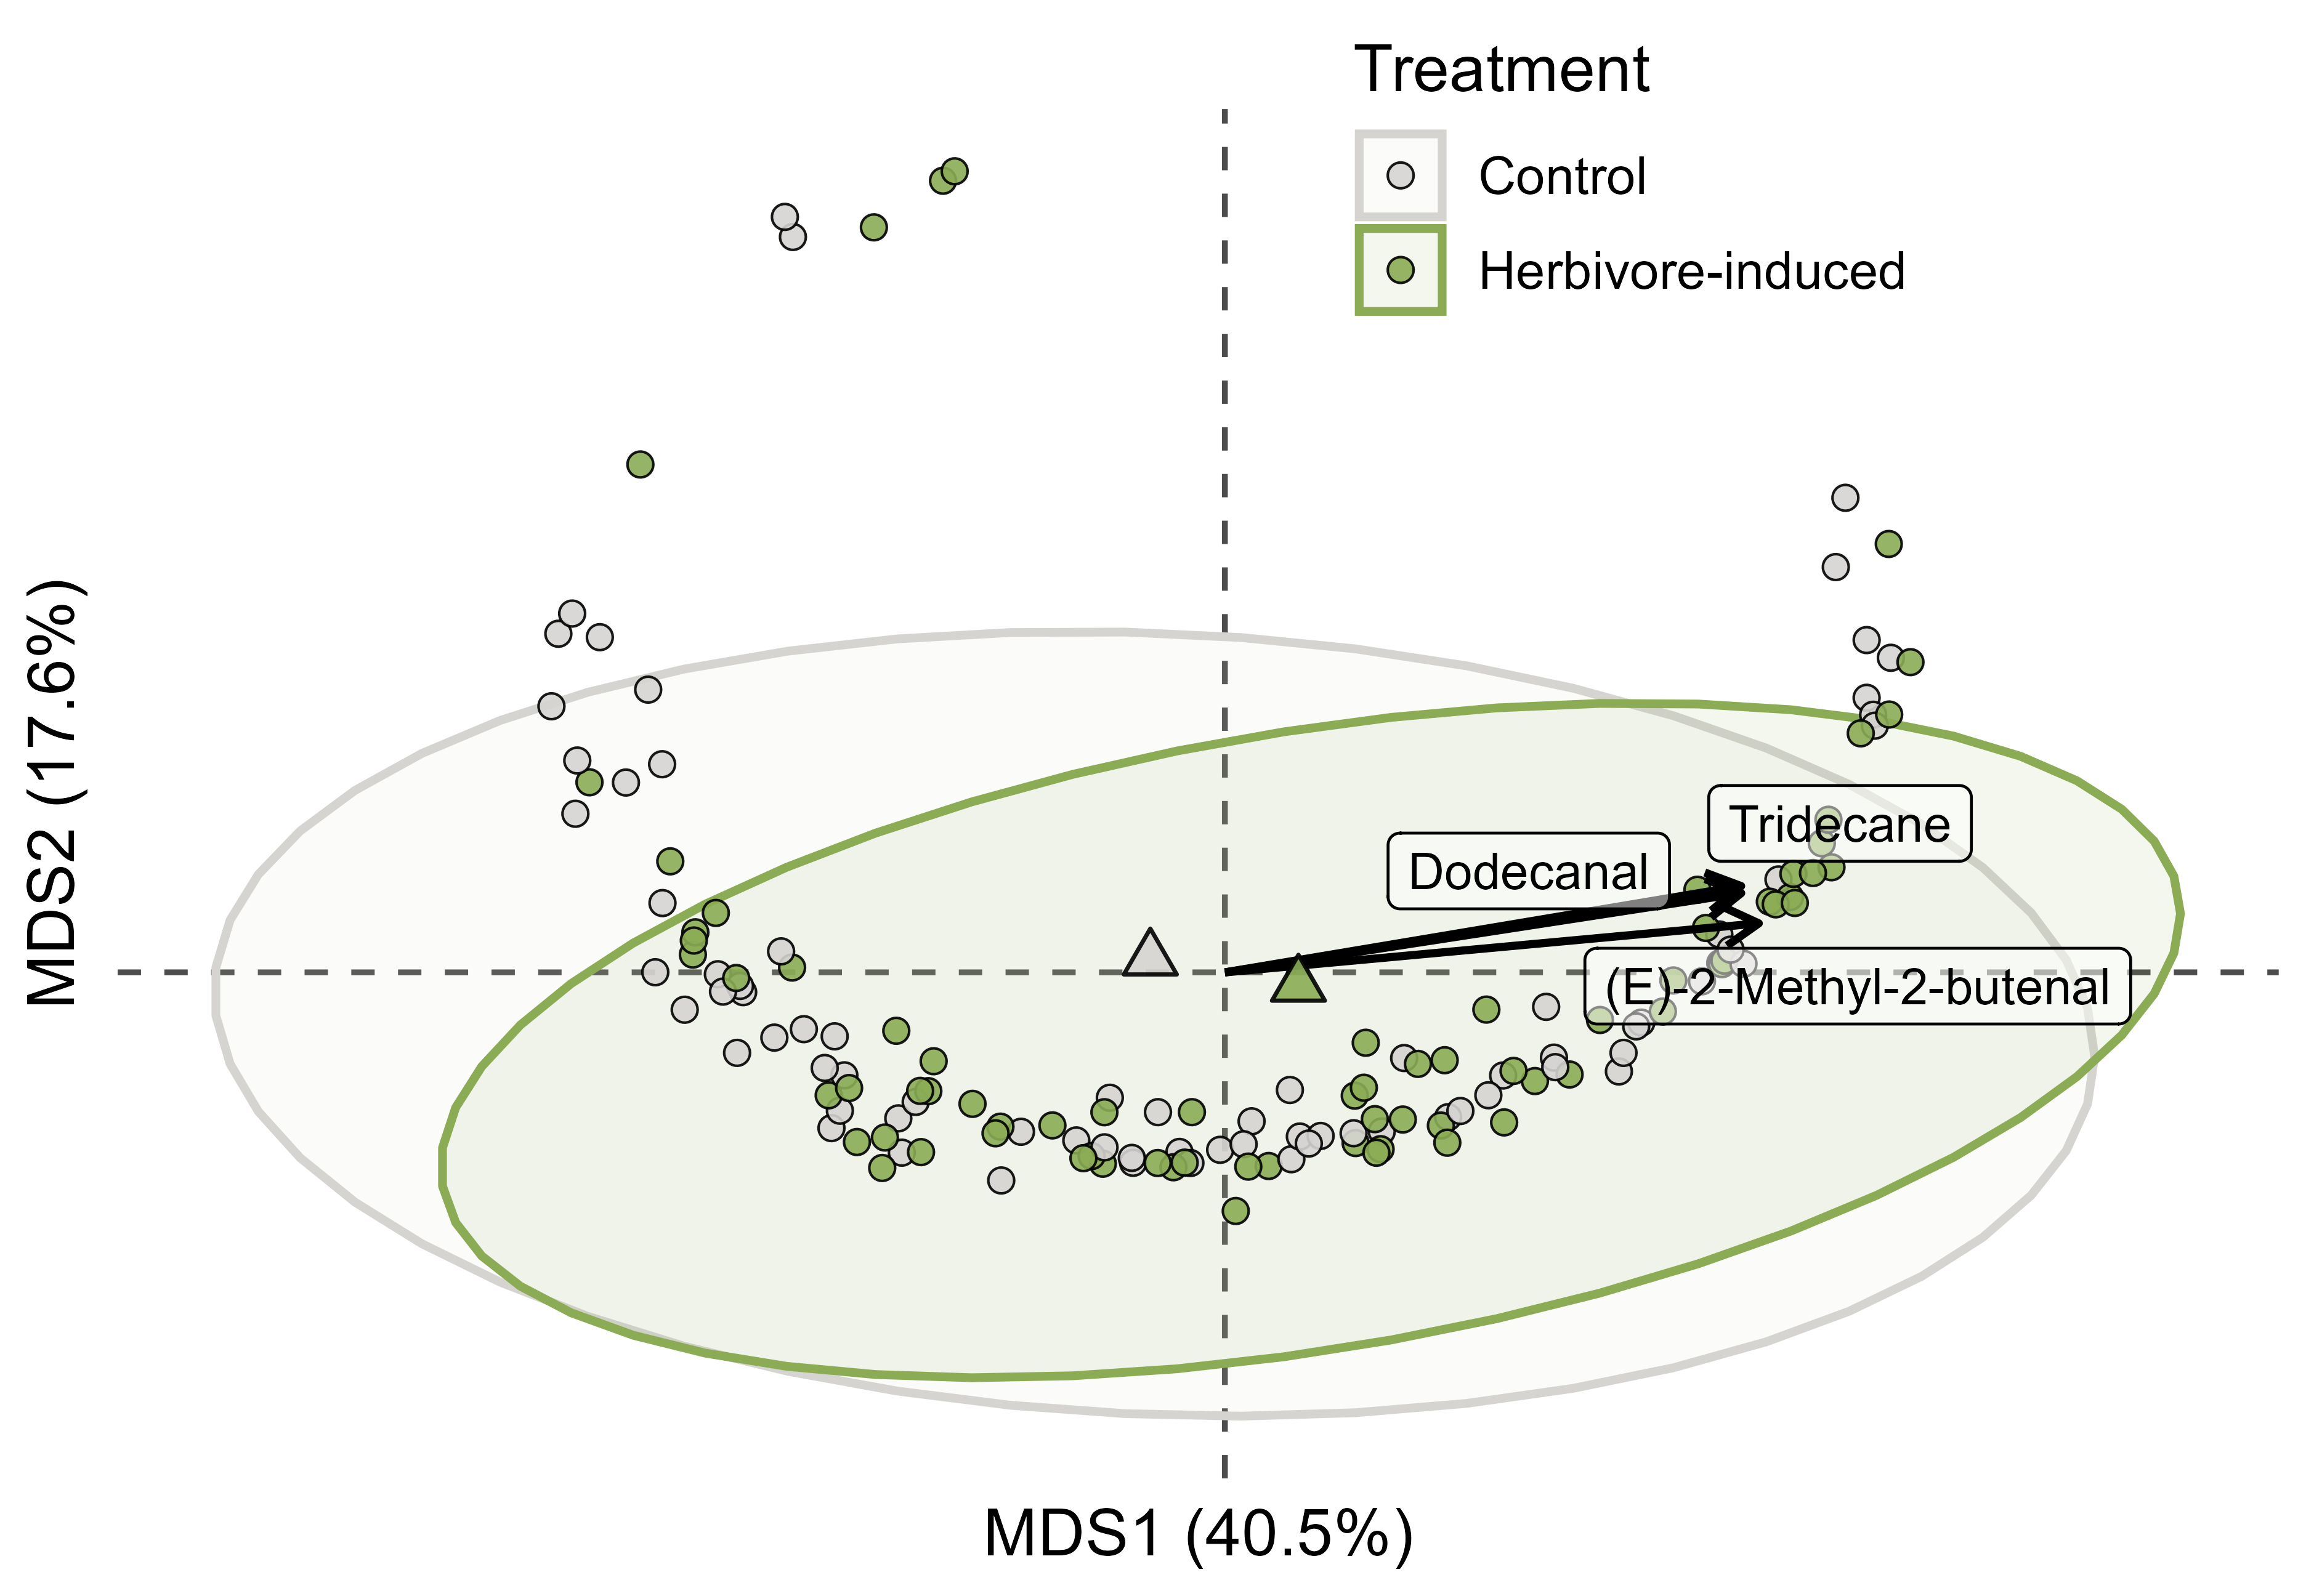 Treatment
Control
Herbivore-induced
MDS2 (17.6%)
Tridecane
Dodecanal
(E)-2-Methyl-2-butenal
MDS1 (40.5%)